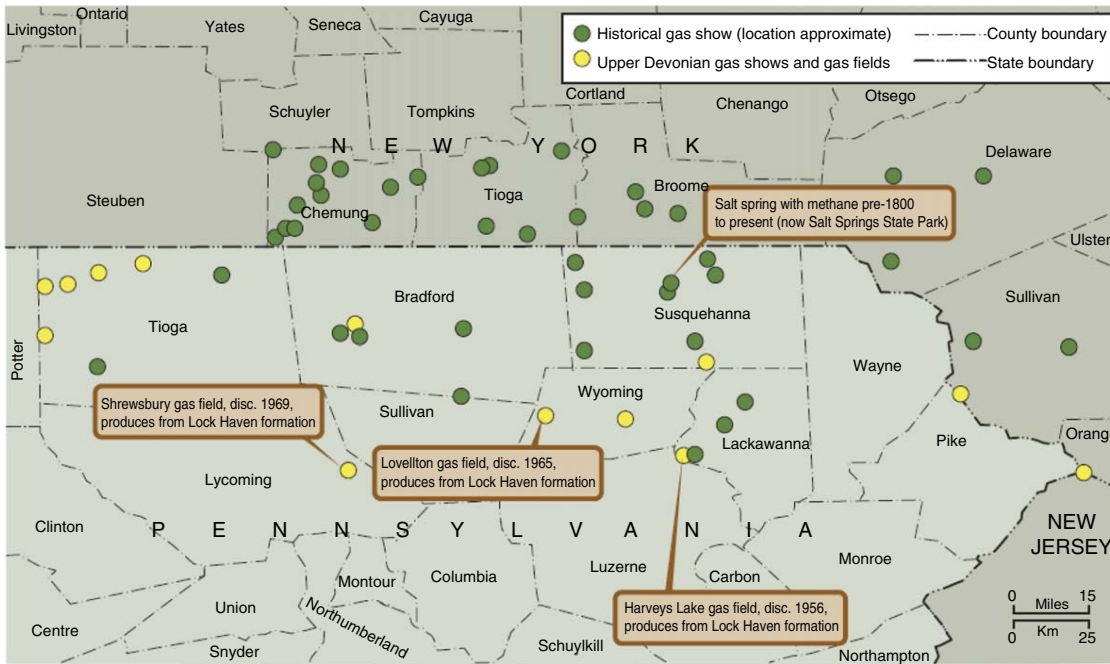 Ontario
Livingston
Yates
Seneca
Cayuga
Historical gas show (location approximate)
County boundary
Upper Devonian gas shows and gas fields
State boundary
Schuyler
Tompkins
Cortland
Chenango
Otsego
NEW YORK
Delaware
Steuben
Chemung
Tioga
Broome
Salt spring with methane pre-1800
to present (now Salt Springs State Park)
Ulster
Sullivan
Bradford
Tioga
Susquehanna
Potter
Wayne
Wyoming
Shrewsbury gas field, disc. 1969,
produces from Lock Haven formation
Sullivan
Lackawanna
Pike
Orang
Lovellton gas field, disc. 1965,
produces from Lock Haven formation
Lycoming
Clinton
PENNSYLVANIA
NEW
JERSEY
Monroe
Luzerne
Columbia
Montour
Carbon
Union
Northumberland
Harveys Lake gas field, disc. 1956,
produces from Lock Haven formation
0 15
Miles
Km
0 25
Centre
Snyder
Schuylkill
Northampton